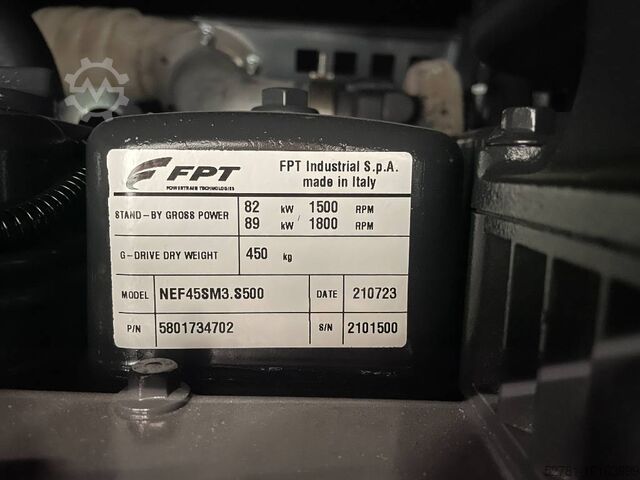 FPT
POWERTRAIN TECHNOLOGIES
FPT Industrial S.p.A.
made in Italy
STAND-BY GROSS POWER 82 kW / 1500 RPM
89 kW 1800 RPM
G-DRIVE DRY WEIGHT 450 kg
MODEL NEF45SM3.S500 DATE 210723
P/N 5801734702 S/N 2101500